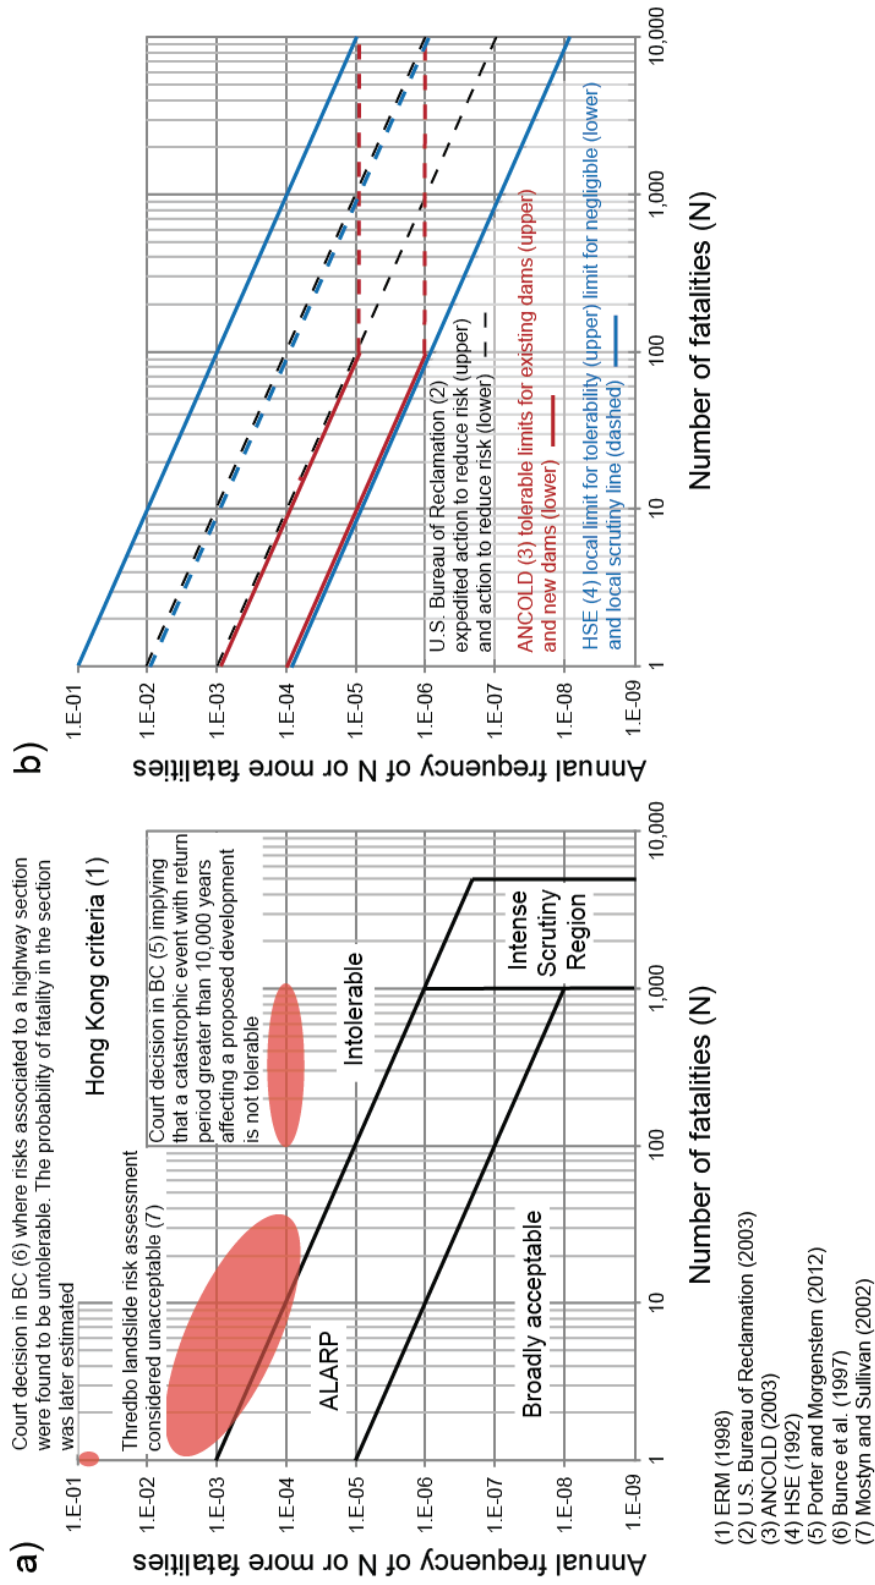 a)
Court decision in BC (6) where risks associated to a highway section
were found to be untolerable. The probability of fatality in the section
was later estimated
Hong Kong criteria (1)
Thredbo landslide risk assessment
considered unacceptable (7)
Court decision in BC (5) implying
that a catastrophic event with return
period greater than 10,000 years
affecting a proposed development
is not tolerable
Annual frequency of N or more fatalities
1.E-01
1.E-02
1.E-03
1.E-04
1.E-05
1.E-06
1.E-07
1.E-08
1.E-09
ALARP
Intolerable
Broadly acceptable
Intense
Scrutiny
Region
1
10
100
1,000
10,000
Number of fatalities (N)
b)
Annual frequency of N or more fatalities
1.E-01
1.E-02
1.E-03
1.E-04
1.E-05
1.E-06
1.E-07
1.E-08
1.E-09
U.S. Bureau of Reclamation (2)
expedited action to reduce risk (upper)
and action to reduce risk (lower)
ANCOLD (3) tolerable limits for existing dams (upper)
and new dams (lower)
HSE (4) local limit for tolerability (upper) limit for negligible (lower)
and local scrutiny line (dashed)
1
10
100
1,000
10,000
Number of fatalities (N)
(1) ERM (1998)
(2) U.S. Bureau of Reclamation (2003)
(3) ANCOLD (2003)
(4) HSE (1992)
(5) Porter and Morgenstern (2012)
(6) Bunce et al. (1997)
(7) Mostyn and Sullivan (2002)